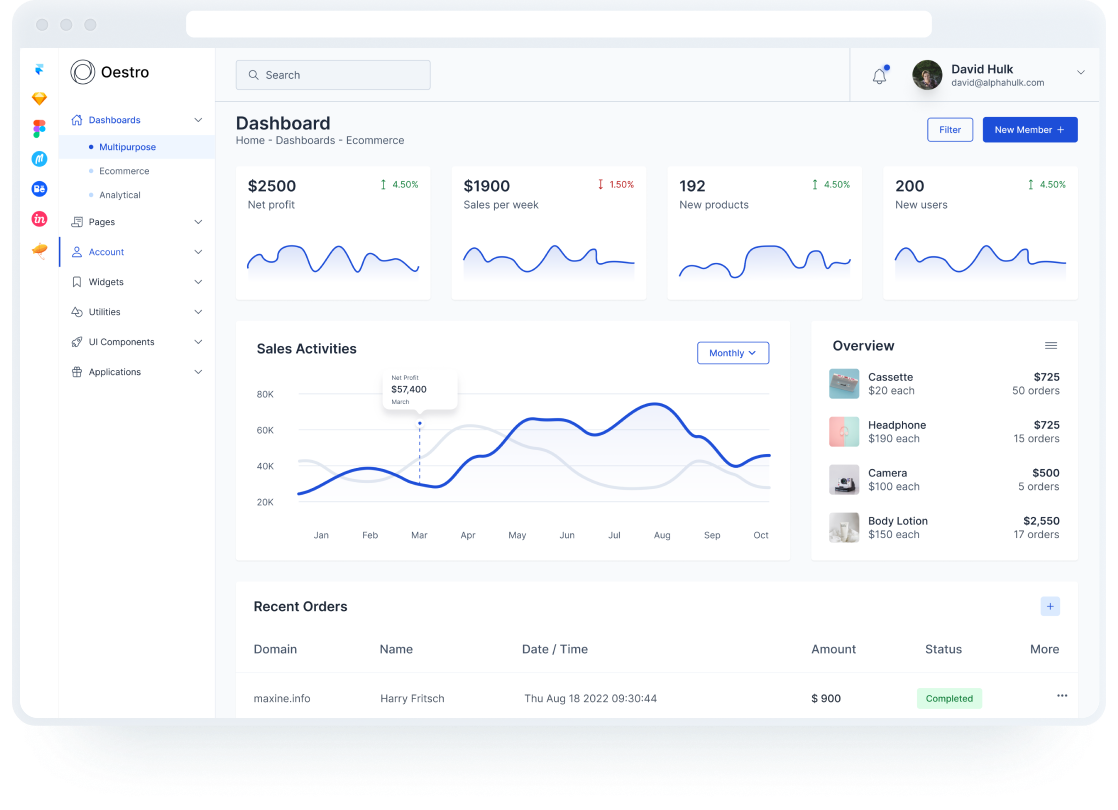 Oestro
Search
David Hulk
david@alphahulk.com
Dashboards
Multipurpose
Ecommerce
Analytical
Pages
Account
Widgets
Utilities
UI Components
Applications
Bē
in
Dashboard
Home - Dashboards - Ecommerce
Filter
New Member +
$2500
4.50%
Net profit
$1900
1.50%
Sales per week
192
4.50%
New products
200
4.50%
New users
Sales Activities
Monthly
Net Profit
$57,400
March
80K
60K
40K
20K
Jan Feb Mar Apr May Jun Jul Aug Sep Oct
Overview
Cassette $725
$20 each 50 orders
Headphone $725
$190 each 15 orders
Camera $500
$100 each 5 orders
Body Lotion $2,550
$150 each 17 orders
Recent Orders
+
Domain Name Date / Time Amount Status More
maxine.info Harry Fritsch Thu Aug 18 2022 09:30:44 $ 900 Completed ...